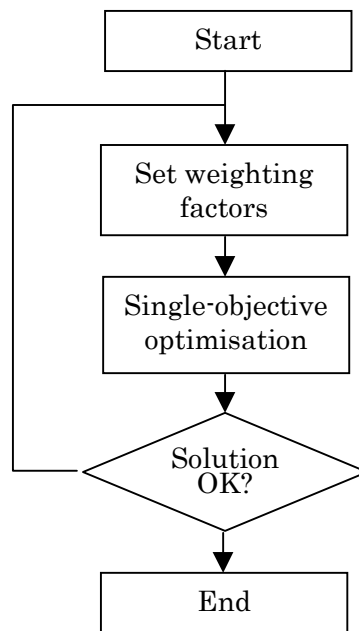 Start
Set weighting
factors
Single-objective
optimisation
Solution
OK?
End